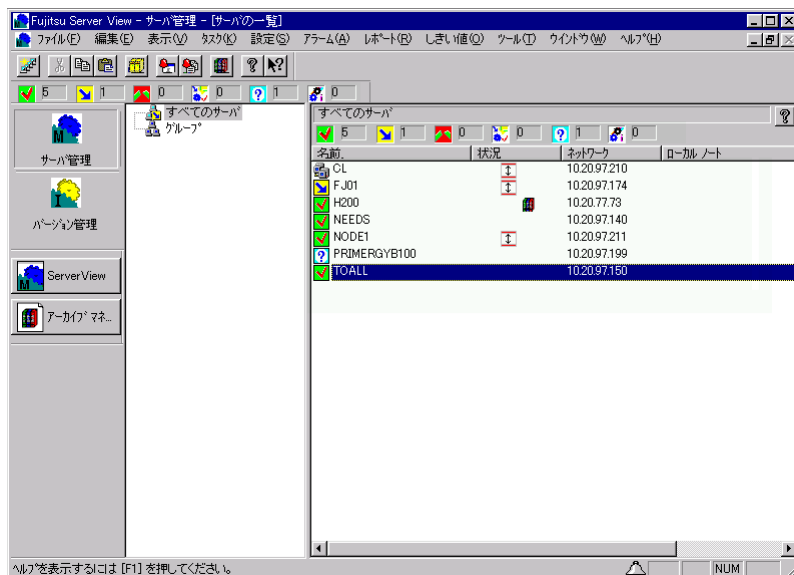 Fujitsu Server View - サーバ管理 - [サーバの一覧]
ファイル(F) 編集(E) 表示(V) タスク(K) 設定(S) アラーム(A) レポート(R) しきい値(O) ツール(T) ウインドウ(W) ヘルプ(H)
5 1 0 0 1 0
サーバ管理
バージョン管理
ServerView
アーカイブ マネ...
すべてのサーバ
グループ
すべてのサーバ
5 1 0 0 1 0
名前 状況 ネットワーク ローカル ノート
CL 10.20.97.210
FJ01 10.20.97.174
H200 10.20.77.73
NEEDS 10.20.97.140
NODE1 10.20.97.211
PRIMERGYB100 10.20.97.199
TOALL 10.20.97.150
ヘルプを表示するには [F1] を押してください。 NUM